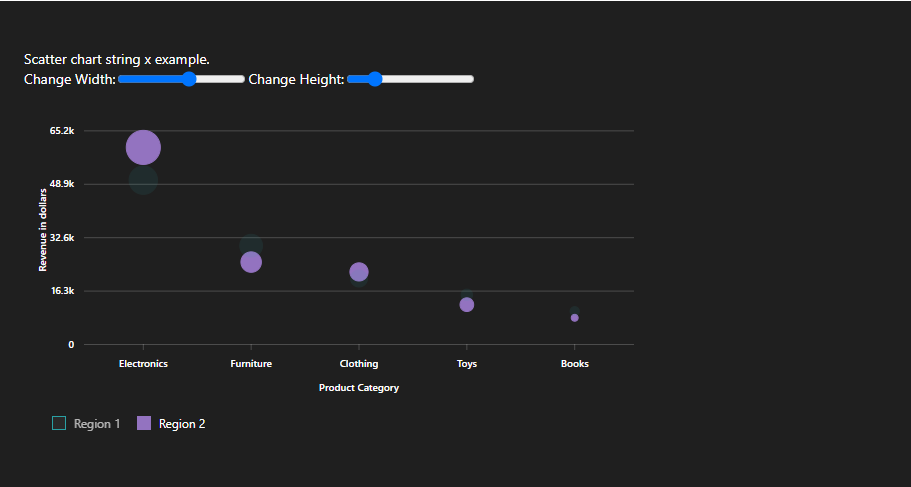 Scatter chart string x example.
Change Width: Change Height:
65.2k
48.9k
32.6k
16.3k
0
Revenue in dollars
Electronics Furniture Clothing Toys Books
Product Category
Region 1 Region 2